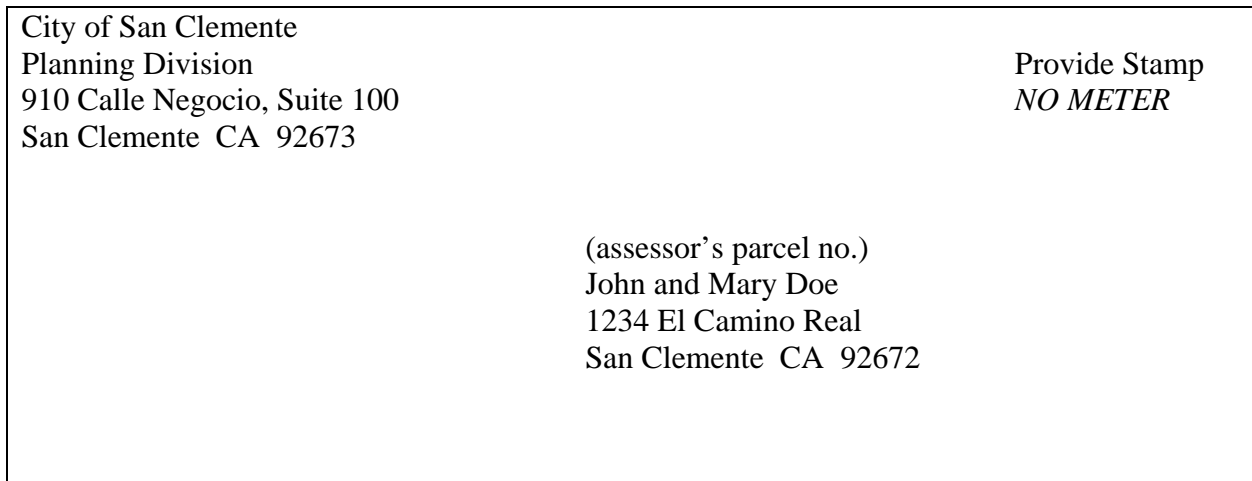 City of San Clemente
Planning Division
910 Calle Negocio, Suite 100
San Clemente  CA  92673
Provide Stamp
NO METER
(assessor’s parcel no.)
John and Mary Doe
1234 El Camino Real
San Clemente  CA  92672